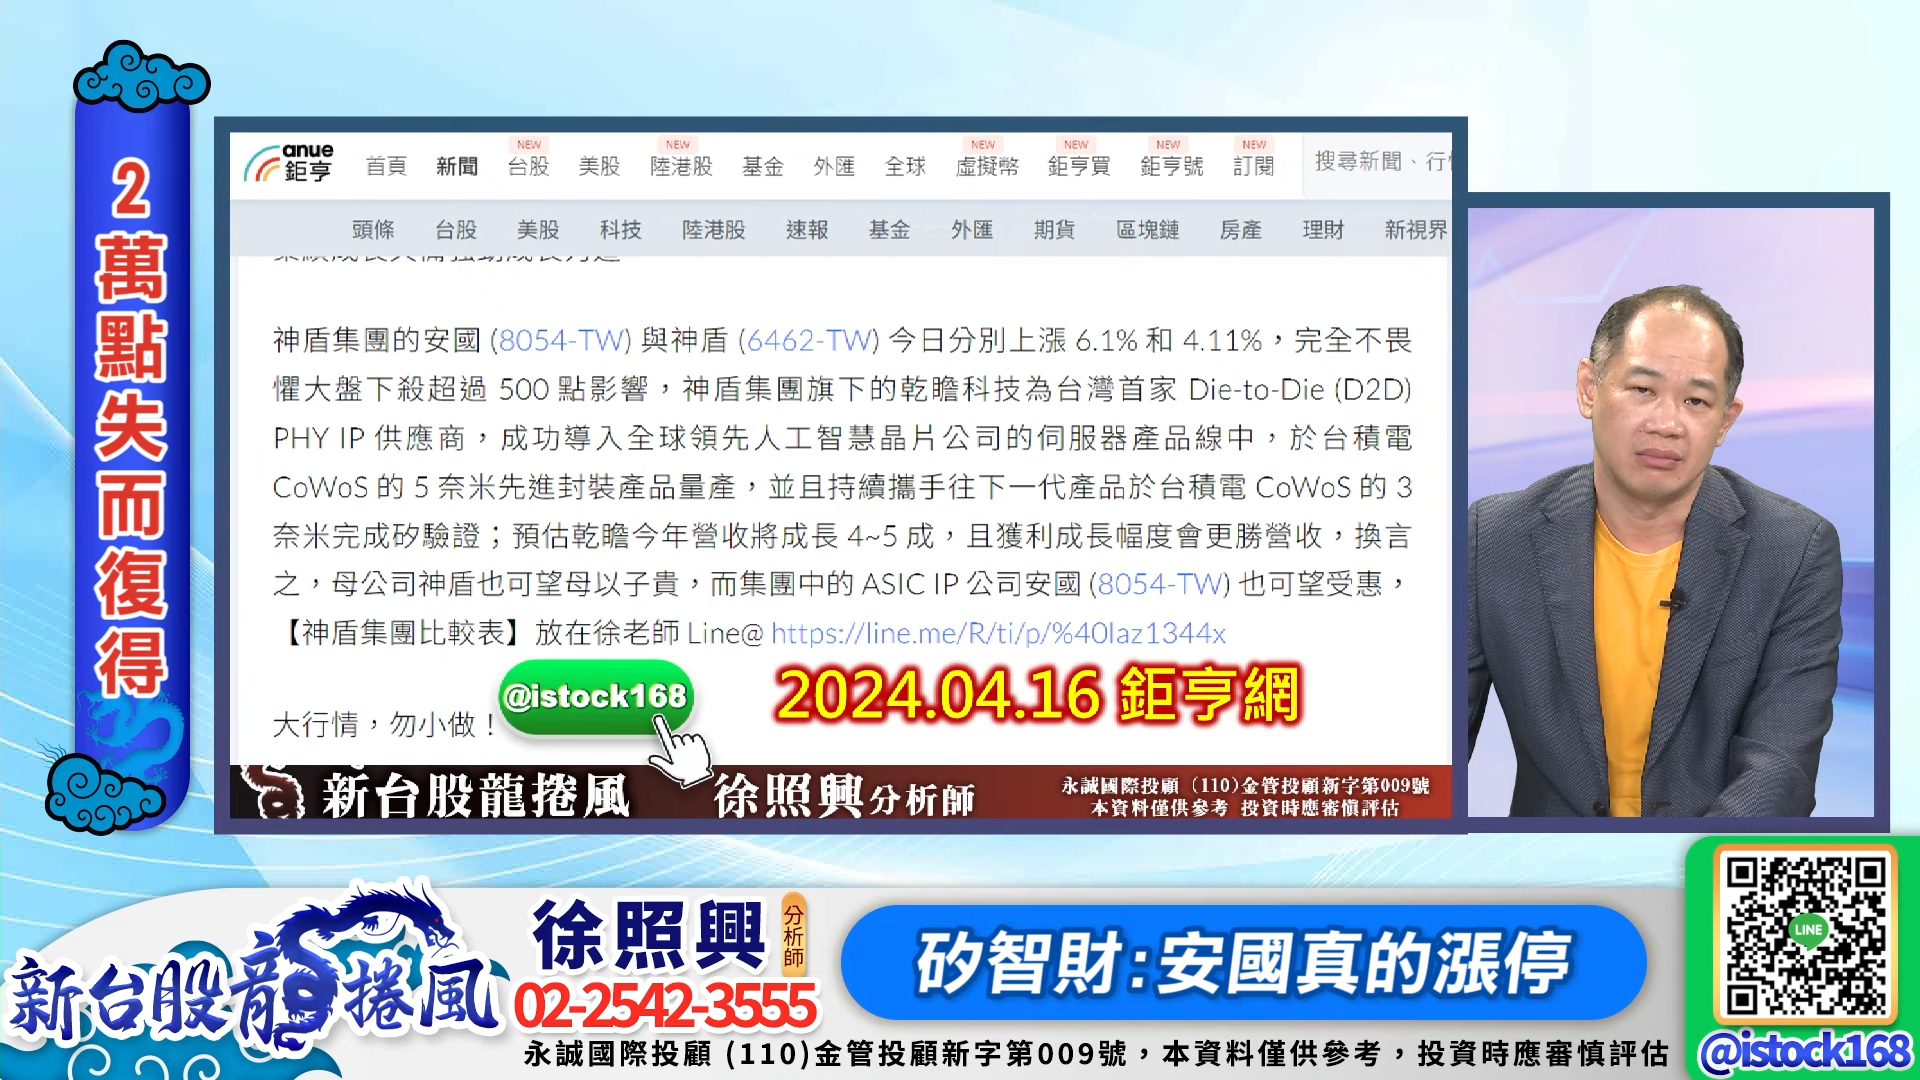 2萬點失而復得
anue
鉅亨
首頁 新聞 NEW 台股 美股 NEW 陸港股 基金 外匯 全球 NEW 虛擬幣 NEW 鉅亨買 NEW 鉅亨號 NEW 訂閱 搜尋新聞、行
頭條 台股 美股 科技 陸港股 速報 基金 外匯 期貨 區塊鏈 房產 理財 新視界
神盾集團的安國 (8054-TW) 與神盾 (6462-TW) 今日分別上漲 6.1% 和 4.11%，完全不畏
懼大盤下殺超過 500 點影響，神盾集團旗下的乾瞻科技為台灣首家 Die-to-Die (D2D)
PHY IP 供應商，成功導入全球領先人工智慧晶片公司的伺服器產品線中，於台積電
CoWoS 的 5 奈米先進封裝產品量產，並且持續攜手往下一代產品於台積電 CoWoS 的 3
奈米完成矽驗證；預估乾瞻今年營收將成長 4~5 成，且獲利成長幅度會更勝營收，換言
之，母公司神盾也可望母以子貴，而集團中的 ASIC IP 公司安國 (8054-TW) 也可望受惠，
【神盾集團比較表】放在徐老師 Line@ https://line.me/R/ti/p/%40laz1344x
@istock168
2024.04.16 鉅亨網
大行情，勿小做！
新台股龍捲風 徐照興分析師
永誠國際投顧 (110)金管投顧新字第009號
本資料僅供參考 投資時應審慎評估
新台股龍捲風
徐照興 分析師
02-2542-3555
矽智財:安國真的漲停
LINE
永誠國際投顧 (110)金管投顧新字第009號，本資料僅供參考，投資時應審慎評估
@istock168